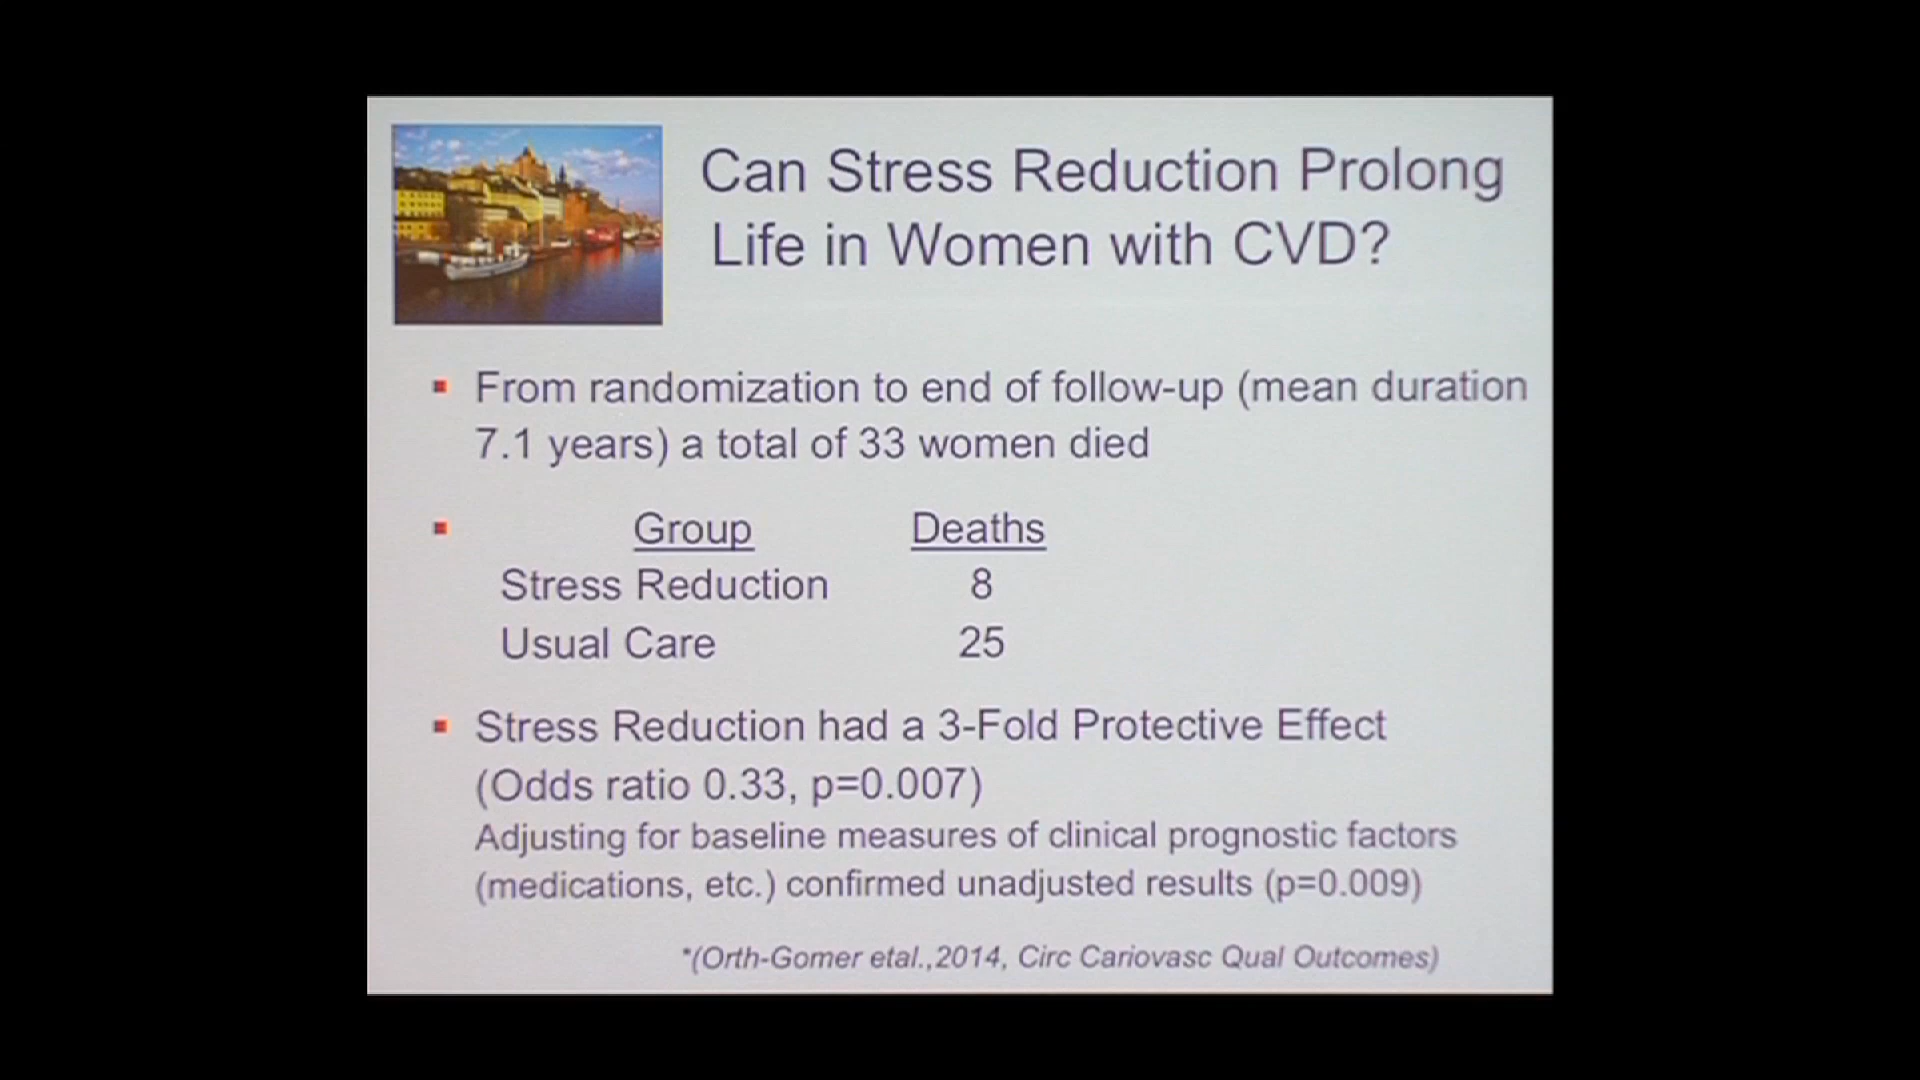 Can Stress Reduction Prolong
Life in Women with CVD?
From randomization to end of follow-up (mean duration
7.1 years) a total of 33 women died
Group Deaths
Stress Reduction 8
Usual Care 25
Stress Reduction had a 3-Fold Protective Effect
(Odds ratio 0.33, p=0.007)
Adjusting for baseline measures of clinical prognostic factors
(medications, etc.) confirmed unadjusted results (p=0.009)
*(Orth-Gomer etal.,2014, Circ Cariovasc Qual Outcomes)